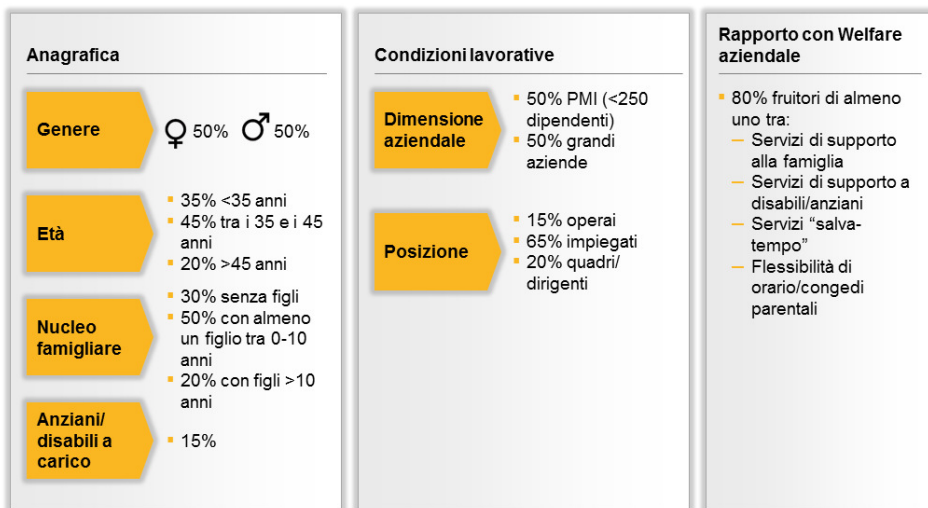 Anagrafica
Genere
50%
50%
Età
35% <35 anni
45% tra i 35 e i 45
anni
20% >45 anni
Nucleo
famigliare
30% senza figli
50% con almeno
un figlio tra 0-10
anni
20% con figli >10
anni
Anziani/
disabili a
carico
15%
Condizioni lavorative
Dimensione
aziendale
50% PMI (<250
dipendenti)
50% grandi
aziende
Posizione
15% operai
65% impiegati
20% quadri/
dirigenti
Rapporto con Welfare
aziendale
80% fruitori di almeno
uno tra:
– Servizi di supporto
alla famiglia
– Servizi di supporto a
disabili/anziani
– Servizi “salva-
tempo”
– Flessibilità di
orario/congedi
parentali